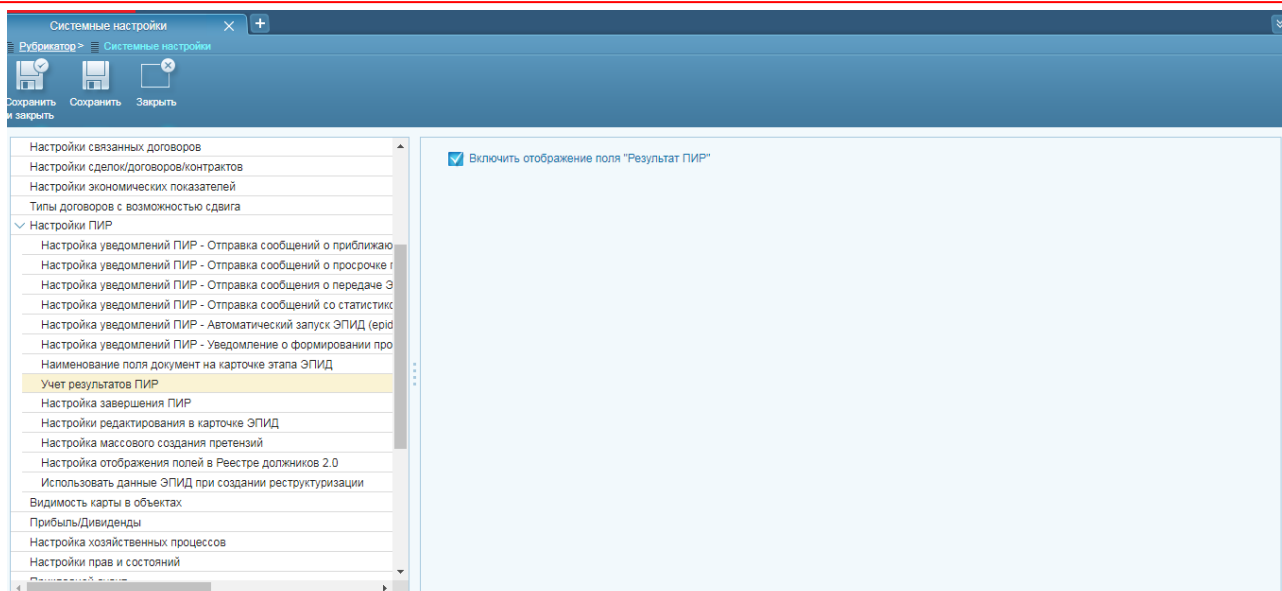 Системные настройки
Рубрикатор > Системные настройки
Сохранить и закрыть
Сохранить
Закрыть
Настройки связанных договоров
Настройки сделок/договоров/контрактов
Настройки экономических показателей
Типы договоров с возможностью сдвига
Настройки ПИР
Настройка уведомлений ПИР - Отправка сообщений о приближаю
Настройка уведомлений ПИР - Отправка сообщений о просрочке г
Настройка уведомлений ПИР - Отправка сообщения о передаче Э
Настройка уведомлений ПИР - Отправка сообщений со статистико
Настройка уведомлений ПИР - Автоматический запуск ЭПИД (epid
Настройка уведомлений ПИР - Уведомление о формировании про
Наименование поля документ на карточке этапа ЭПИД
Учет результатов ПИР
Настройка завершения ПИР
Настройки редактирования в карточке ЭПИД
Настройка массового создания претензий
Настройка отображения полей в Реестре должников 2.0
Использовать данные ЭПИД при создании реструктуризации
Видимость карты в объектах
Прибыль/Дивиденды
Настройка хозяйственных процессов
Настройки прав и состояний
Включить отображение поля "Результат ПИР"